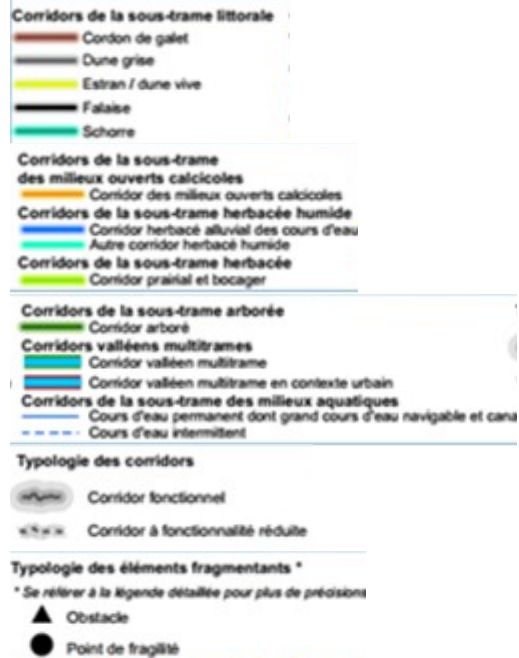 Corridors de la sous-trame littorale
Cordon de galet
Dune grise
Estran / dune vive
Falaise
Schorre
Corridors de la sous-trame
des milieux ouverts calcicoles
Corridor des milieux ouverts calcicoles
Corridors de la sous-trame herbacée humide
Corridor herbacé alluvial des cours d'eau
Autre corridor herbacé humide
Corridors de la sous-trame herbacée
Corridor prairial et bocager
Corridors de la sous-trame arborée
Corridor arboré
Corridors valléens multitrames
Corridor valléen multitrame
Corridor valléen multitrame en contexte urbain
Corridors de la sous-trame des milieux aquatiques
Cours d'eau permanent dont grand cours d'eau navigable et cana
Cours d'eau intermittent
Typologie des corridors
Corridor fonctionnel
Corridor à fonctionnalité réduite
Typologie des éléments fragmentants *
* Se référer à la légende détaillée pour plus de précisions
Obstacle
Point de fragilité